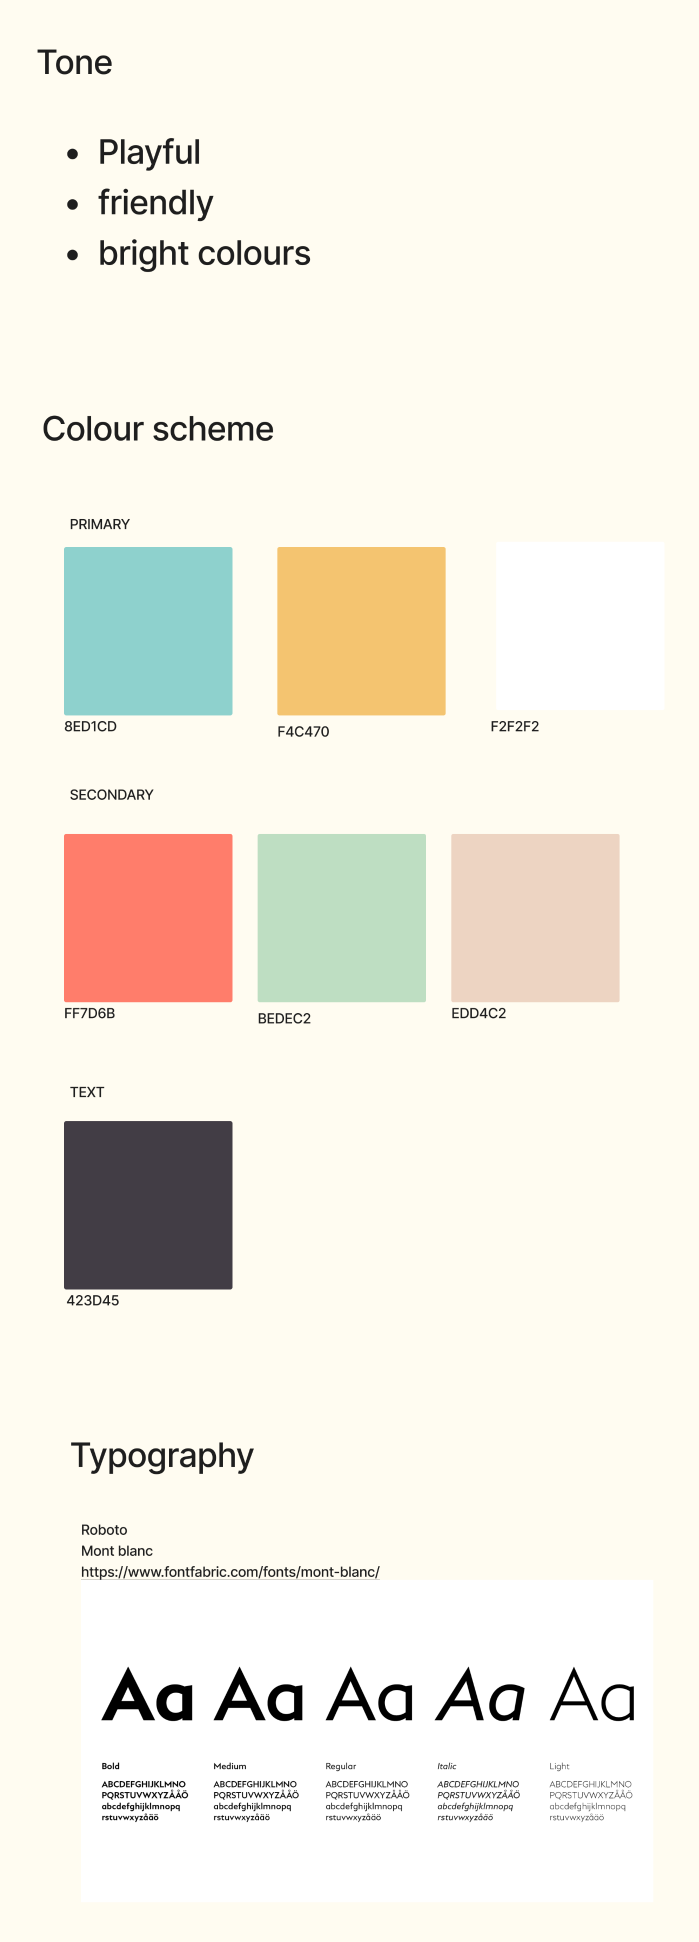 Tone
• Playful
• friendly
• bright colours
Colour scheme
PRIMARY
8ED1CD
F4C470
F2F2F2
SECONDARY
FF7D6B
BEDEC2
EDD4C2
TEXT
423D45
Typography
Roboto
Mont blanc
https://www.fontfabric.com/fonts/mont-blanc/
Aa Aa Aa Aa Aa
Bold Medium Regular Italic Light
ABCDEFGHIJKLMNO ABCDEFGHIJKLMNO ABCDEFGHIJKLMNO ABCDEFGHIJKLMNO ABCDEFGHIJKLMNO
PQRSTUVWXYZÅÄÖ PQRSTUVWXYZÅÄÖ PQRSTUVWXYZÅÄÖ PQRSTUVWXYZÅÄÖ PQRSTUVWXYZÅÄÖ
abcdefghijklmnopq abcdefghijklmnopq abcdefghijklmnopq abcdefghijklmnopq abcdefghijklmnopq
rstuvwxyzåäö rstuvwxyzåäö rstuvwxyzåäö rstuvwxyzåäö rstuvwxyzåäö